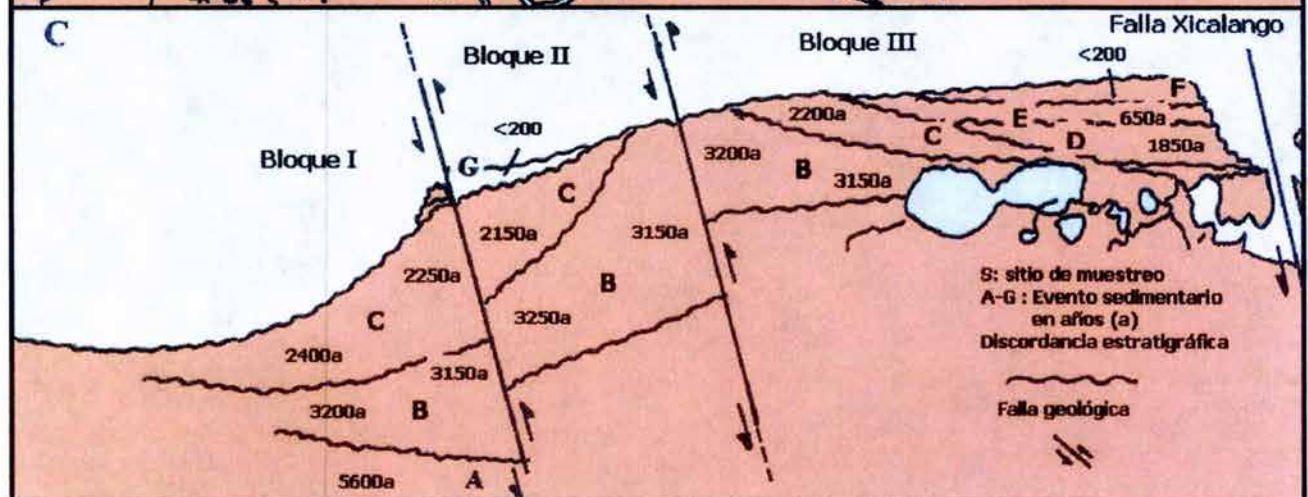 C
Bloque II
Bloque III
Falla Xicalango
<200
F
<200
2200a
E
650a
C
D
1850a
Bloque I
G
3200a
B
3150a
C
2150a
3150a
2250a
B
S: sitio de muestreo
A-G : Evento sedimentario
en años (a)
Discordancia estratigráfica
C
3250a
2400a
3150a
Falla geológica
3200a
B
5600a
A